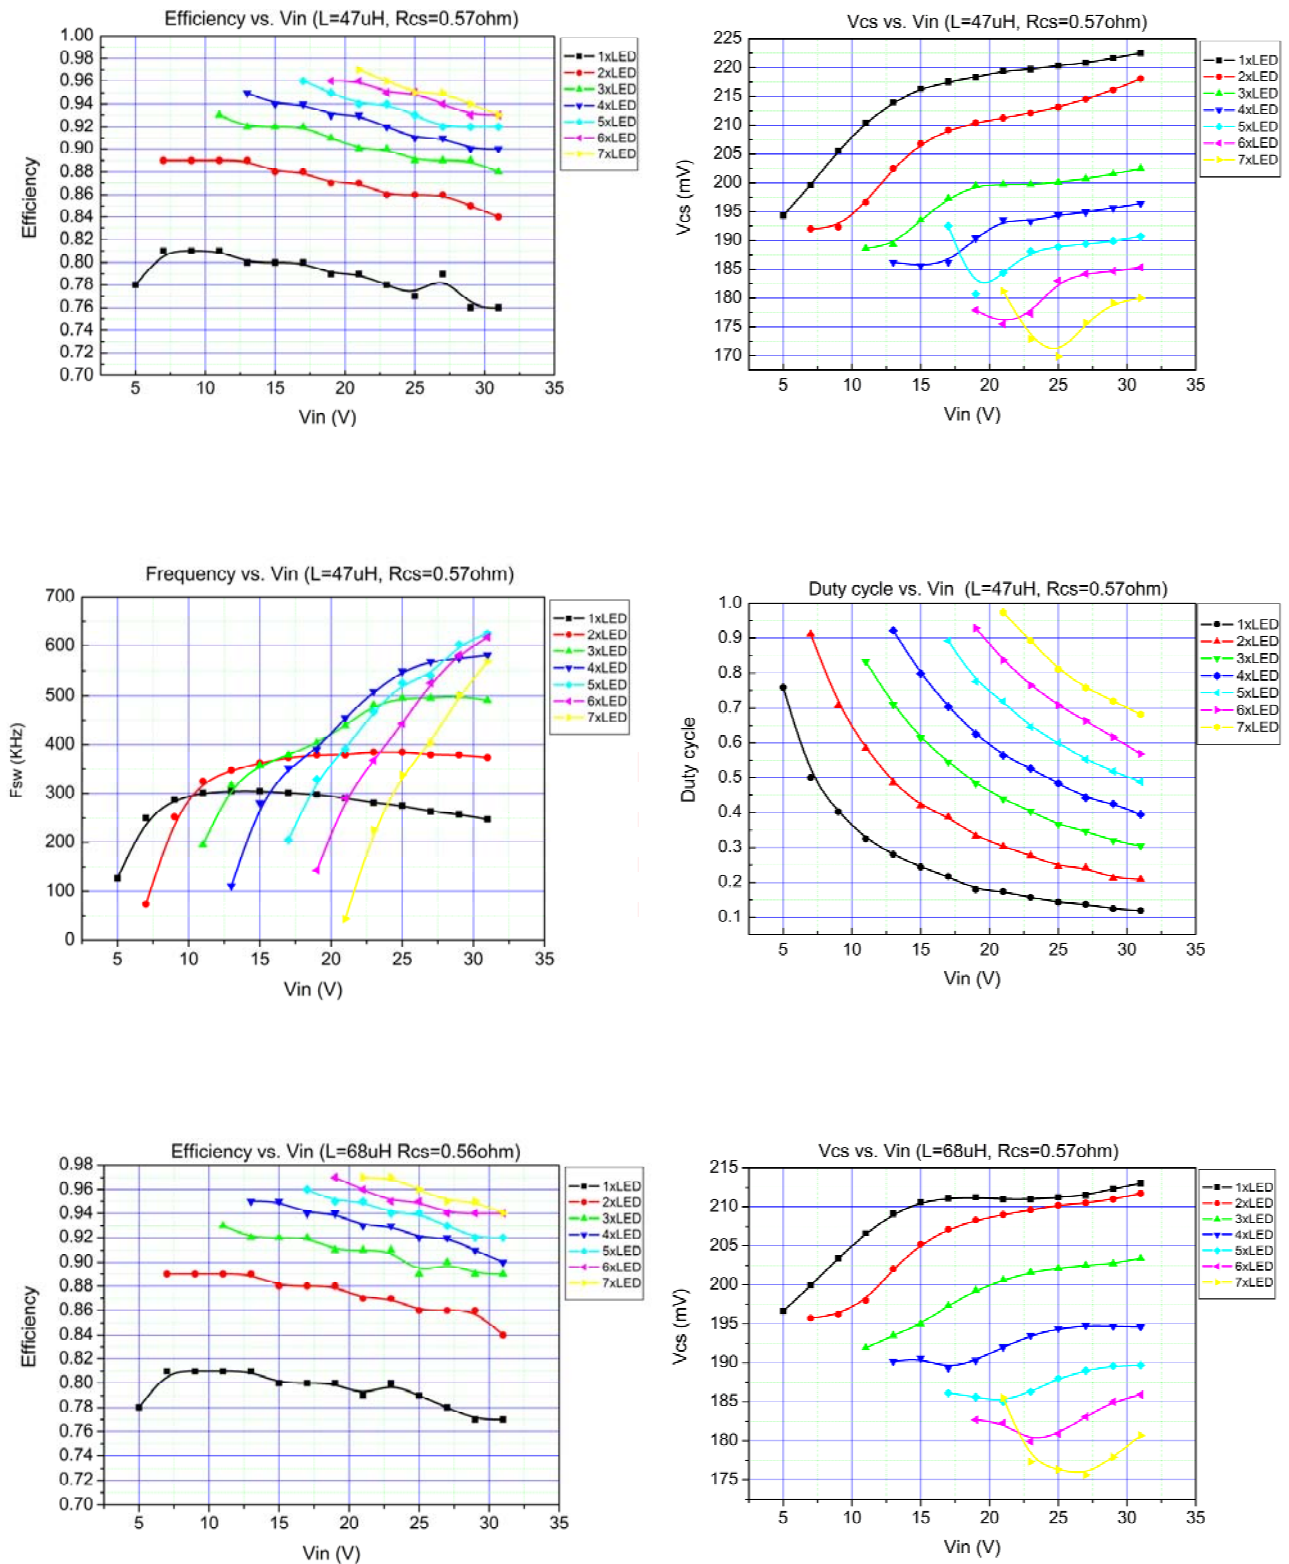 Efficiency vs. Vin (L=47uH, Rcs=0.57ohm)
1.00
0.98
0.96
0.94
0.92
0.90
0.88
0.86
0.84
0.82
0.80
0.78
0.76
0.74
0.72
0.70
Efficiency
5 10 15 20 25 30 35
Vin (V)
1xLED
2xLED
3xLED
4xLED
5xLED
6xLED
7xLED
Vcs vs. Vin (L=47uH, Rcs=0.57ohm)
225
220
215
210
205
200
195
190
185
180
175
170
Vcs (mV)
5 10 15 20 25 30 35
Vin (V)
1xLED
2xLED
3xLED
4xLED
5xLED
6xLED
7xLED
Frequency vs. Vin (L=47uH, Rcs=0.57ohm)
700
600
500
400
300
200
100
0
Fsw (KHz)
5 10 15 20 25 30 35
Vin (V)
1xLED
2xLED
3xLED
4xLED
5xLED
6xLED
7xLED
Duty cycle vs. Vin (L=47uH, Rcs=0.57ohm)
1.0
0.9
0.8
0.7
0.6
0.5
0.4
0.3
0.2
0.1
Duty cycle
5 10 15 20 25 30 35
Vin (V)
1xLED
2xLED
3xLED
4xLED
5xLED
6xLED
7xLED
Efficiency vs. Vin (L=68uH Rcs=0.56ohm)
0.98
0.96
0.94
0.92
0.90
0.88
0.86
0.84
0.82
0.80
0.78
0.76
0.74
0.72
0.70
Efficiency
5 10 15 20 25 30 35
Vin (V)
1xLED
2xLED
3xLED
4xLED
5xLED
6xLED
7xLED
Vcs vs. Vin (L=68uH, Rcs=0.57ohm)
215
210
205
200
195
190
185
180
175
Vcs (mV)
5 10 15 20 25 30 35
Vin (V)
1xLED
2xLED
3xLED
4xLED
5xLED
6xLED
7xLED